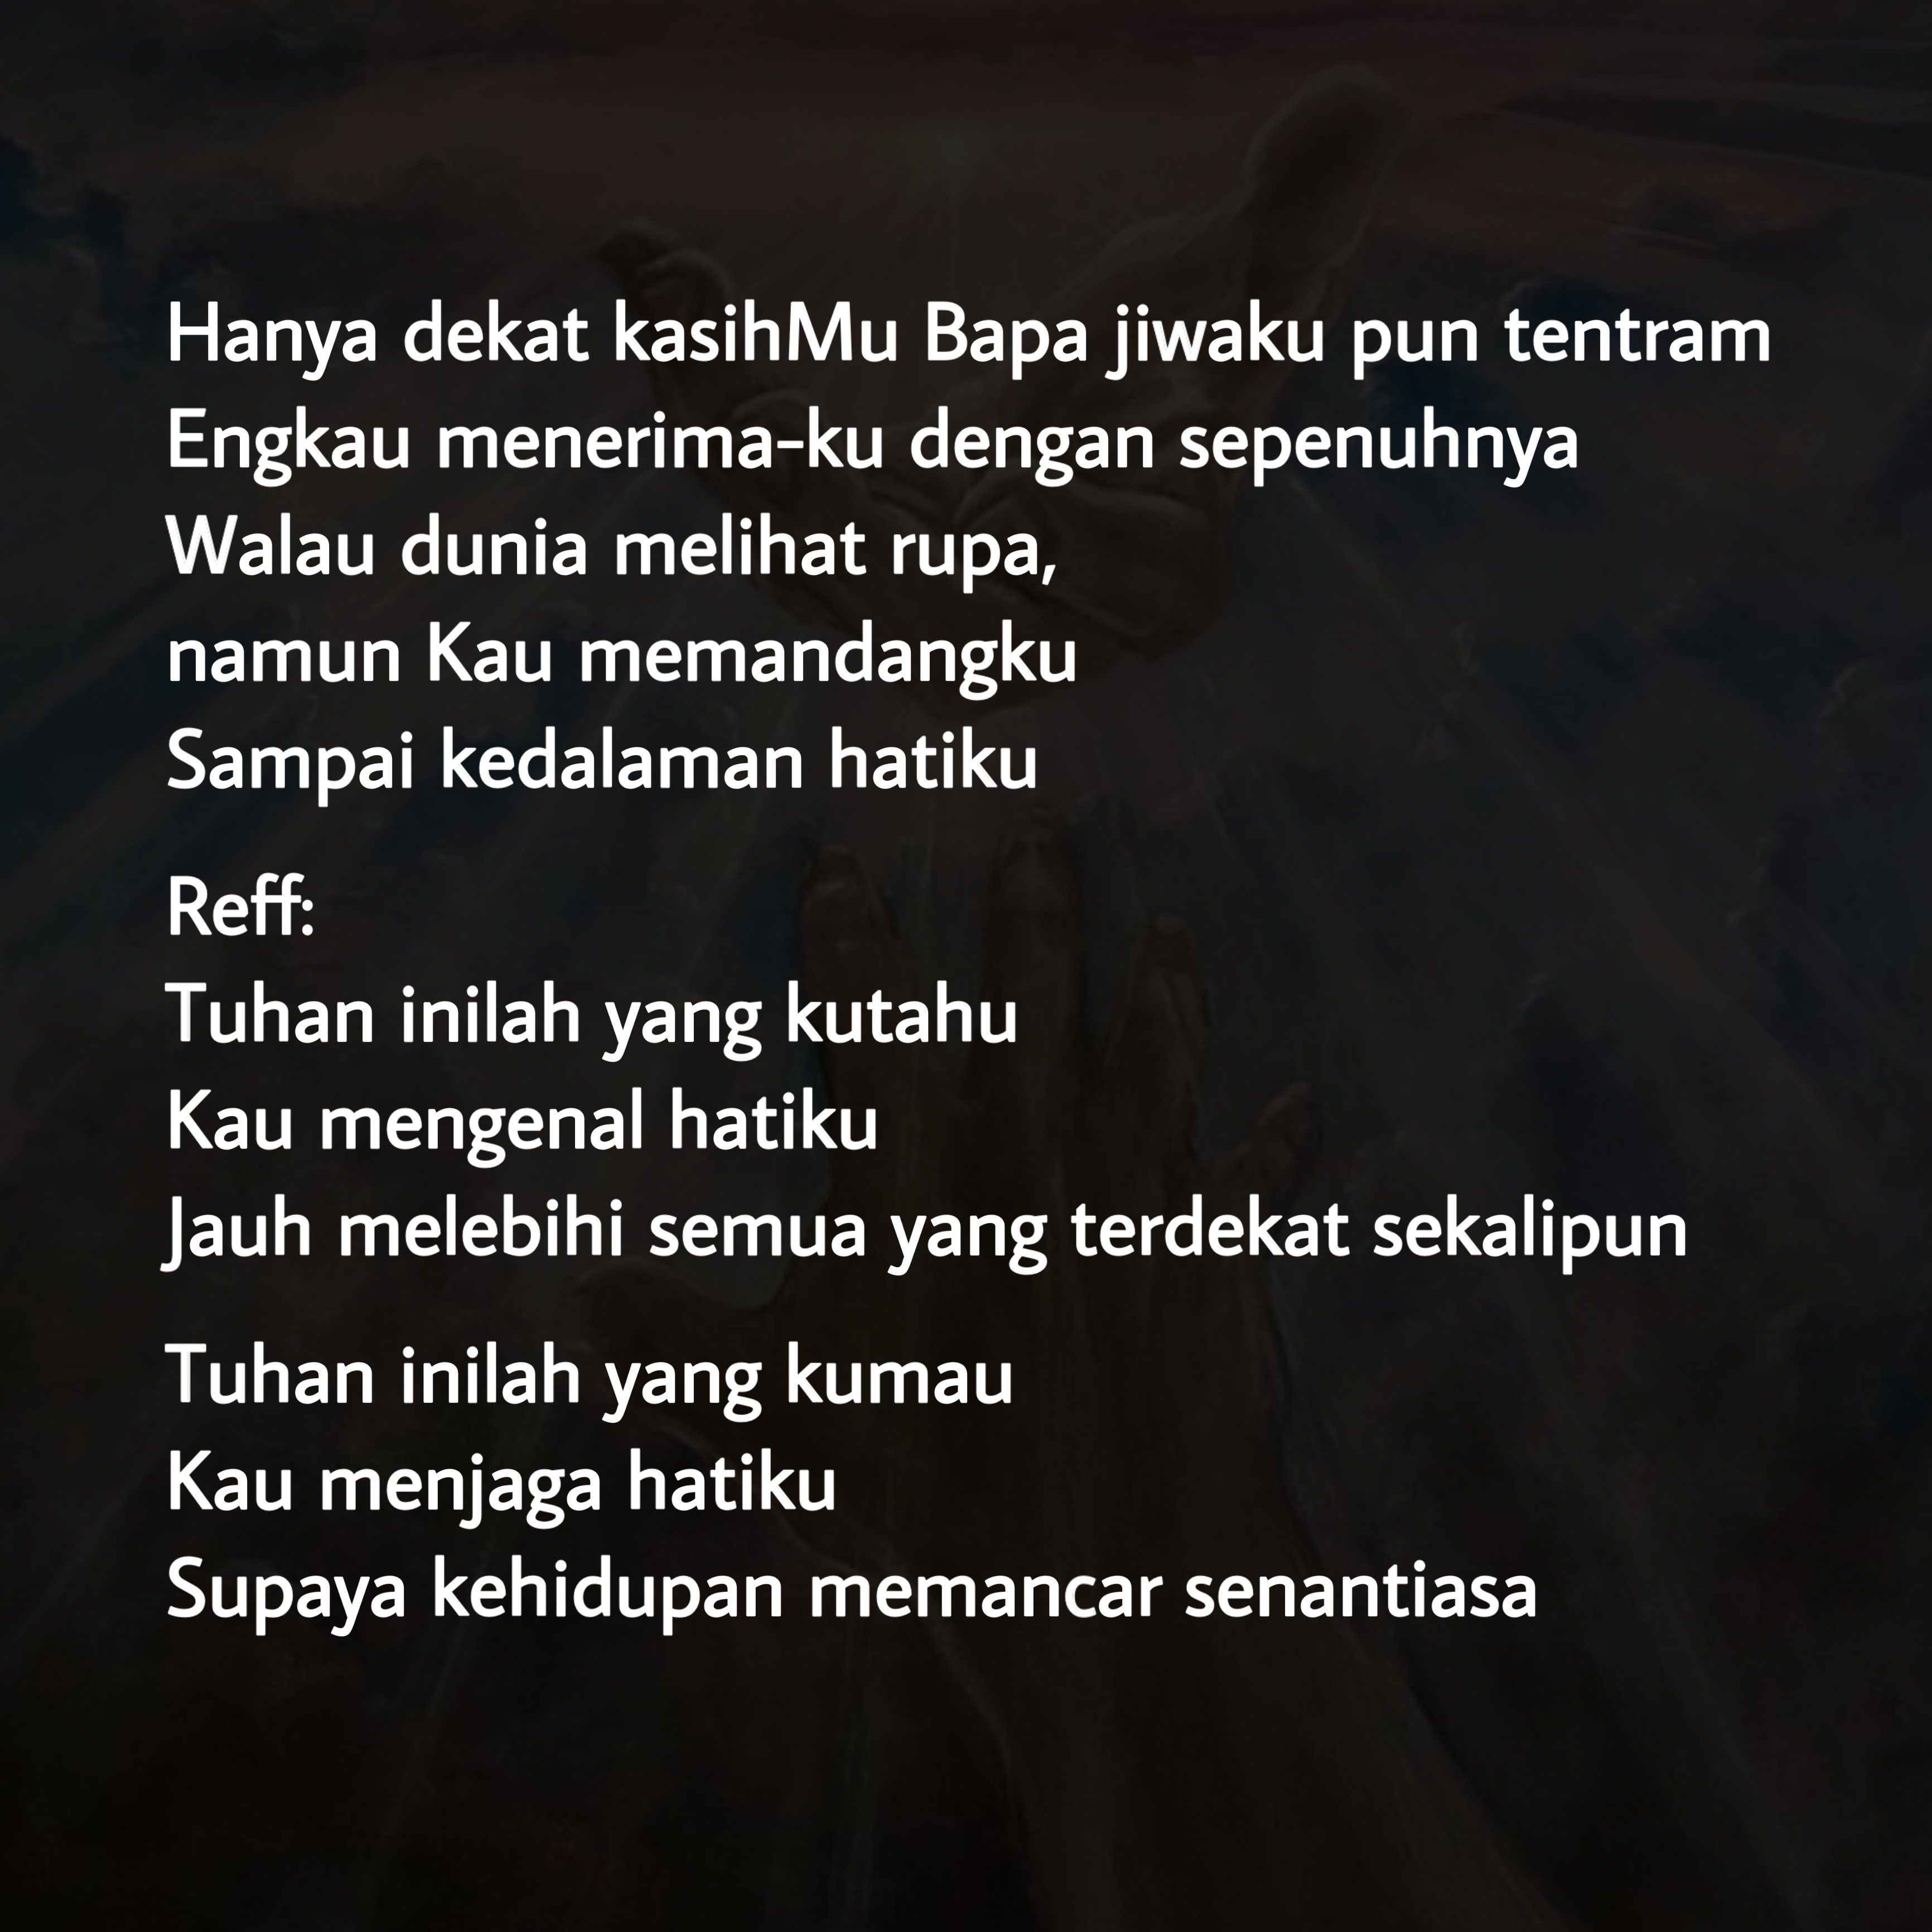 Hanya dekat kasihMu Bapa jiwaku pun tentram
Engkau menerima-ku dengan sepenuhnya
Walau dunia melihat rupa,
namun Kau memandangku
Sampai kedalaman hatiku
Reff:
Tuhan inilah yang kutahu
Kau mengenal hatiku
Jauh melebihi semua yang terdekat sekalipun
Tuhan inilah yang kumau
Kau menjaga hatiku
Supaya kehidupan memancar senantiasa